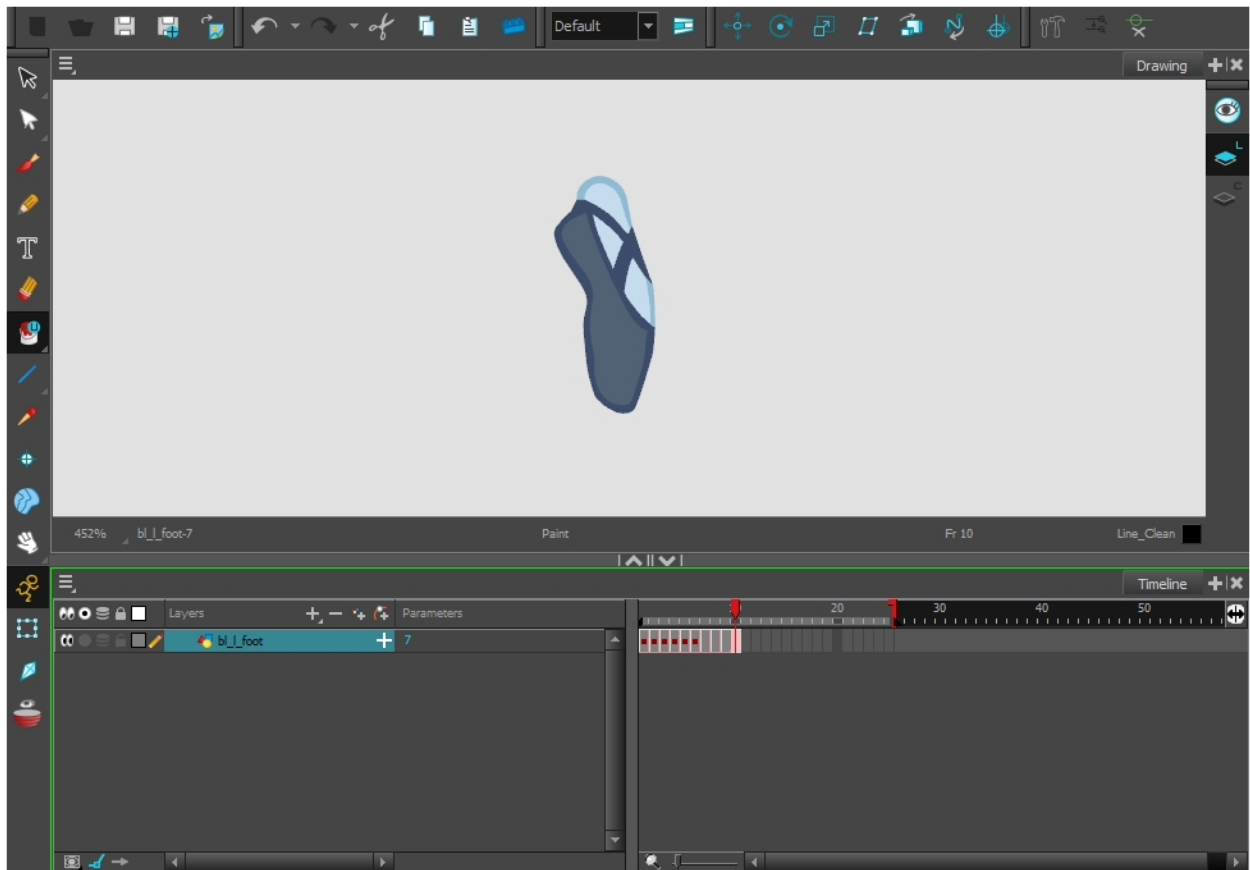 Default
Drawing
L
C
T
452% bl_l_foot-7 Paint Fr 10 Line_Clean
Timeline
Layers Parameters
20 30 40 50
bl_l_foot 7